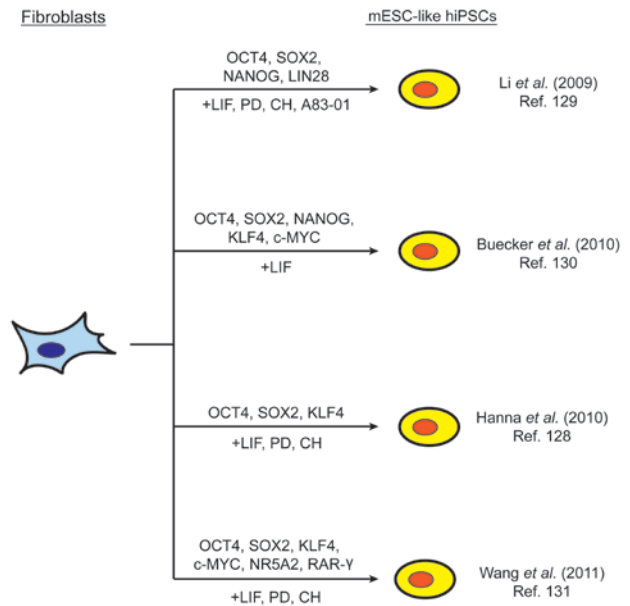 Fibroblasts
mESC-like hiPSCs
OCT4, SOX2,
NANOG, LIN28
+LIF, PD, CH, A83-01
Li et al. (2009)
Ref. 129
OCT4, SOX2, NANOG,
KLF4, c-MYC
+LIF
Buecker et al. (2010)
Ref. 130
OCT4, SOX2, KLF4
+LIF, PD, CH
Hanna et al. (2010)
Ref. 128
OCT4, SOX2, KLF4,
c-MYC, NR5A2, RAR-γ
+LIF, PD, CH
Wang et al. (2011)
Ref. 131